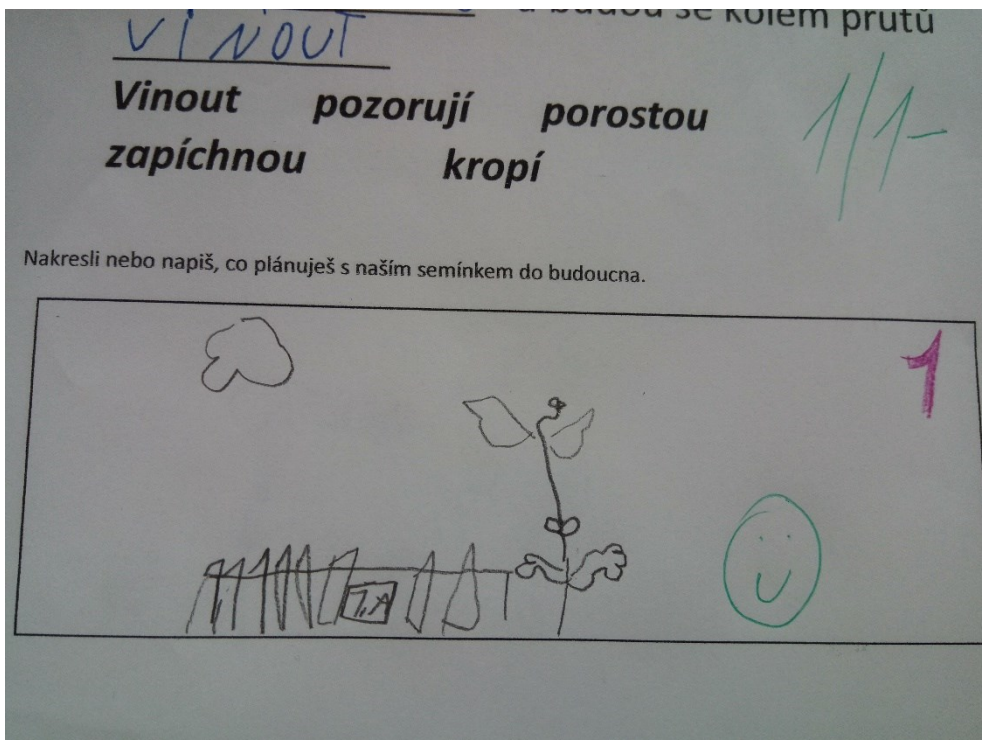 a budou se kolem prutů
VINOUT
Vinout pozorují porostou
zapíchnou kropí
1/1-
Nakresli nebo napiš, co plánuješ s naším semínkem do budoucna.
1
1.A